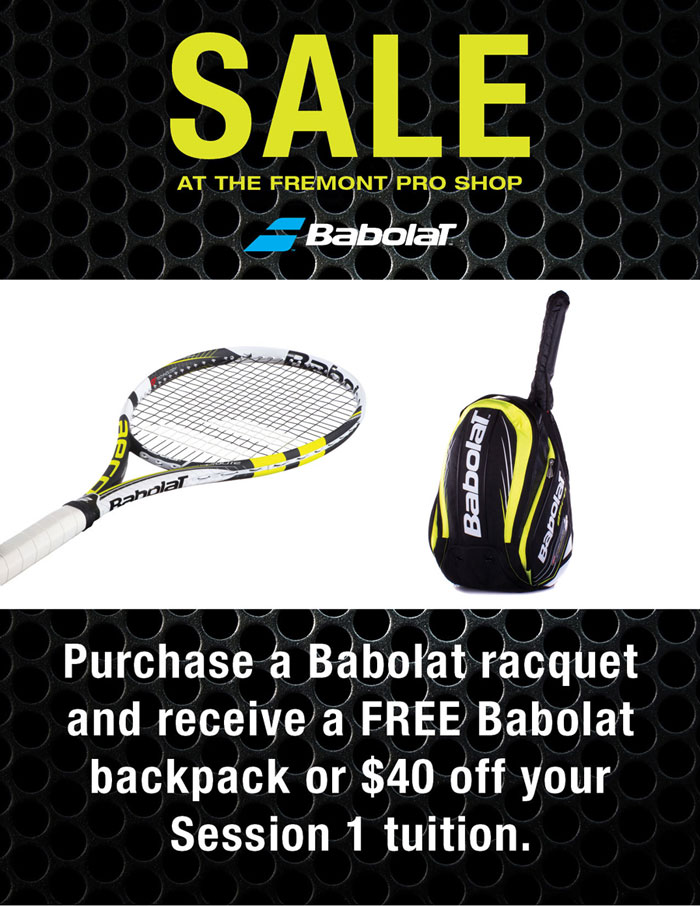 SALE
AT THE FREMONT PRO SHOP
BabolaT
Babolat
aero
BabolaT
BabolaT
BabolaT
Purchase a Babolat racquet
and receive a FREE Babolat
backpack or $40 off your
Session 1 tuition.